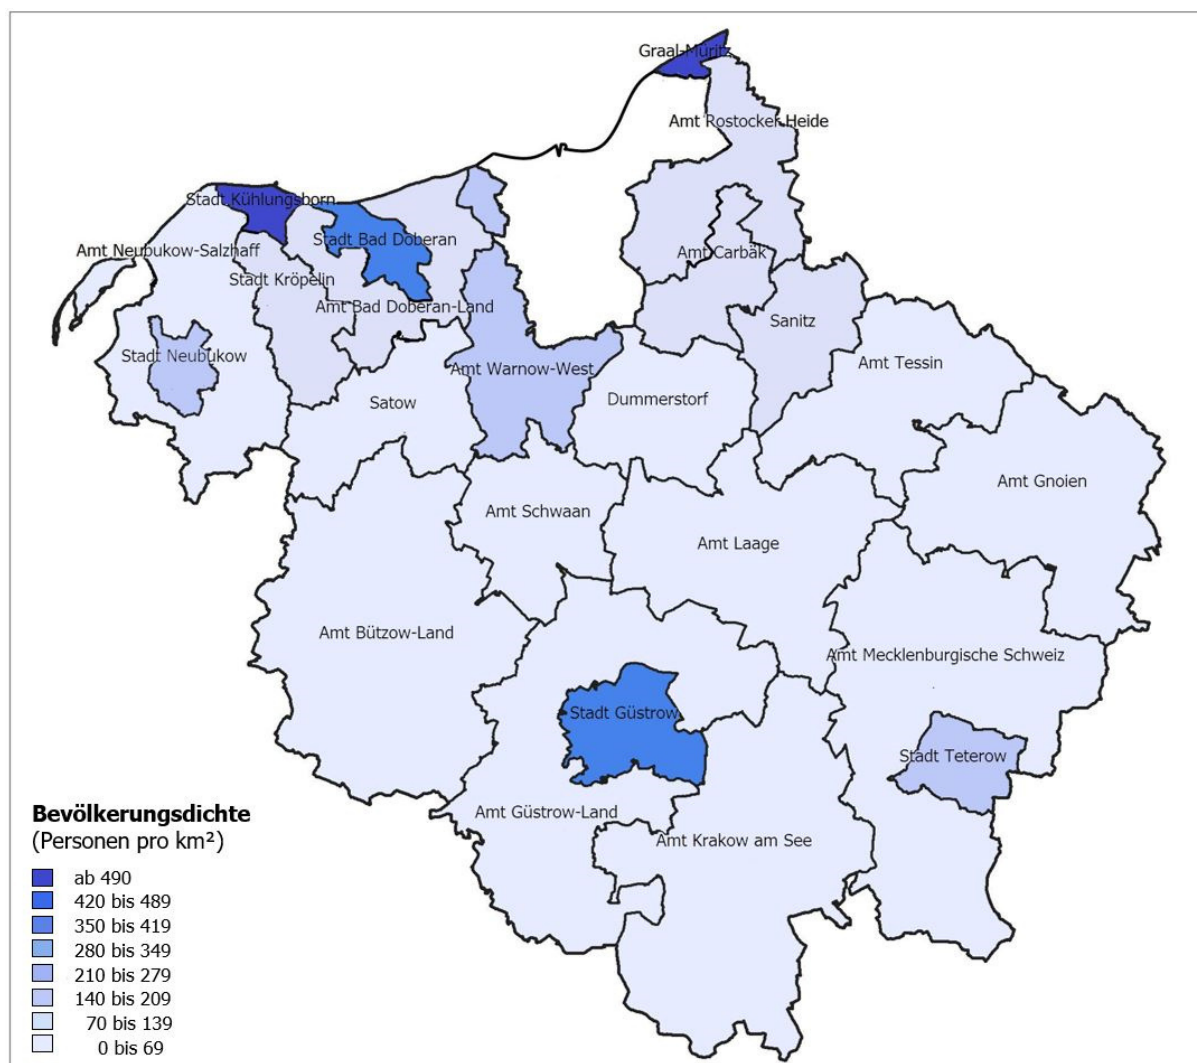 Graal-Müritz
Amt Rostocker Heide
Stadt Kühlungsborn
Stadt Bad Doberan
Amt Neubukow-Salzhaff
Amt Carbäk
Stadt Kröpelin
Amt Bad Doberan-Land
Sanitz
Stadt Neubukow
Amt Warnow-West
Amt Tessin
Satow
Dummerstorf
Amt Gnoien
Amt Schwaan
Amt Laage
Amt Bützow-Land
Amt Mecklenburgische Schweiz
Stadt Güstrow
Stadt Teterow
Amt Güstrow-Land
Amt Krakow am See
Bevölkerungsdichte
(Personen pro km²)
ab 490
420 bis 489
350 bis 419
280 bis 349
210 bis 279
140 bis 209
70 bis 139
0 bis 69